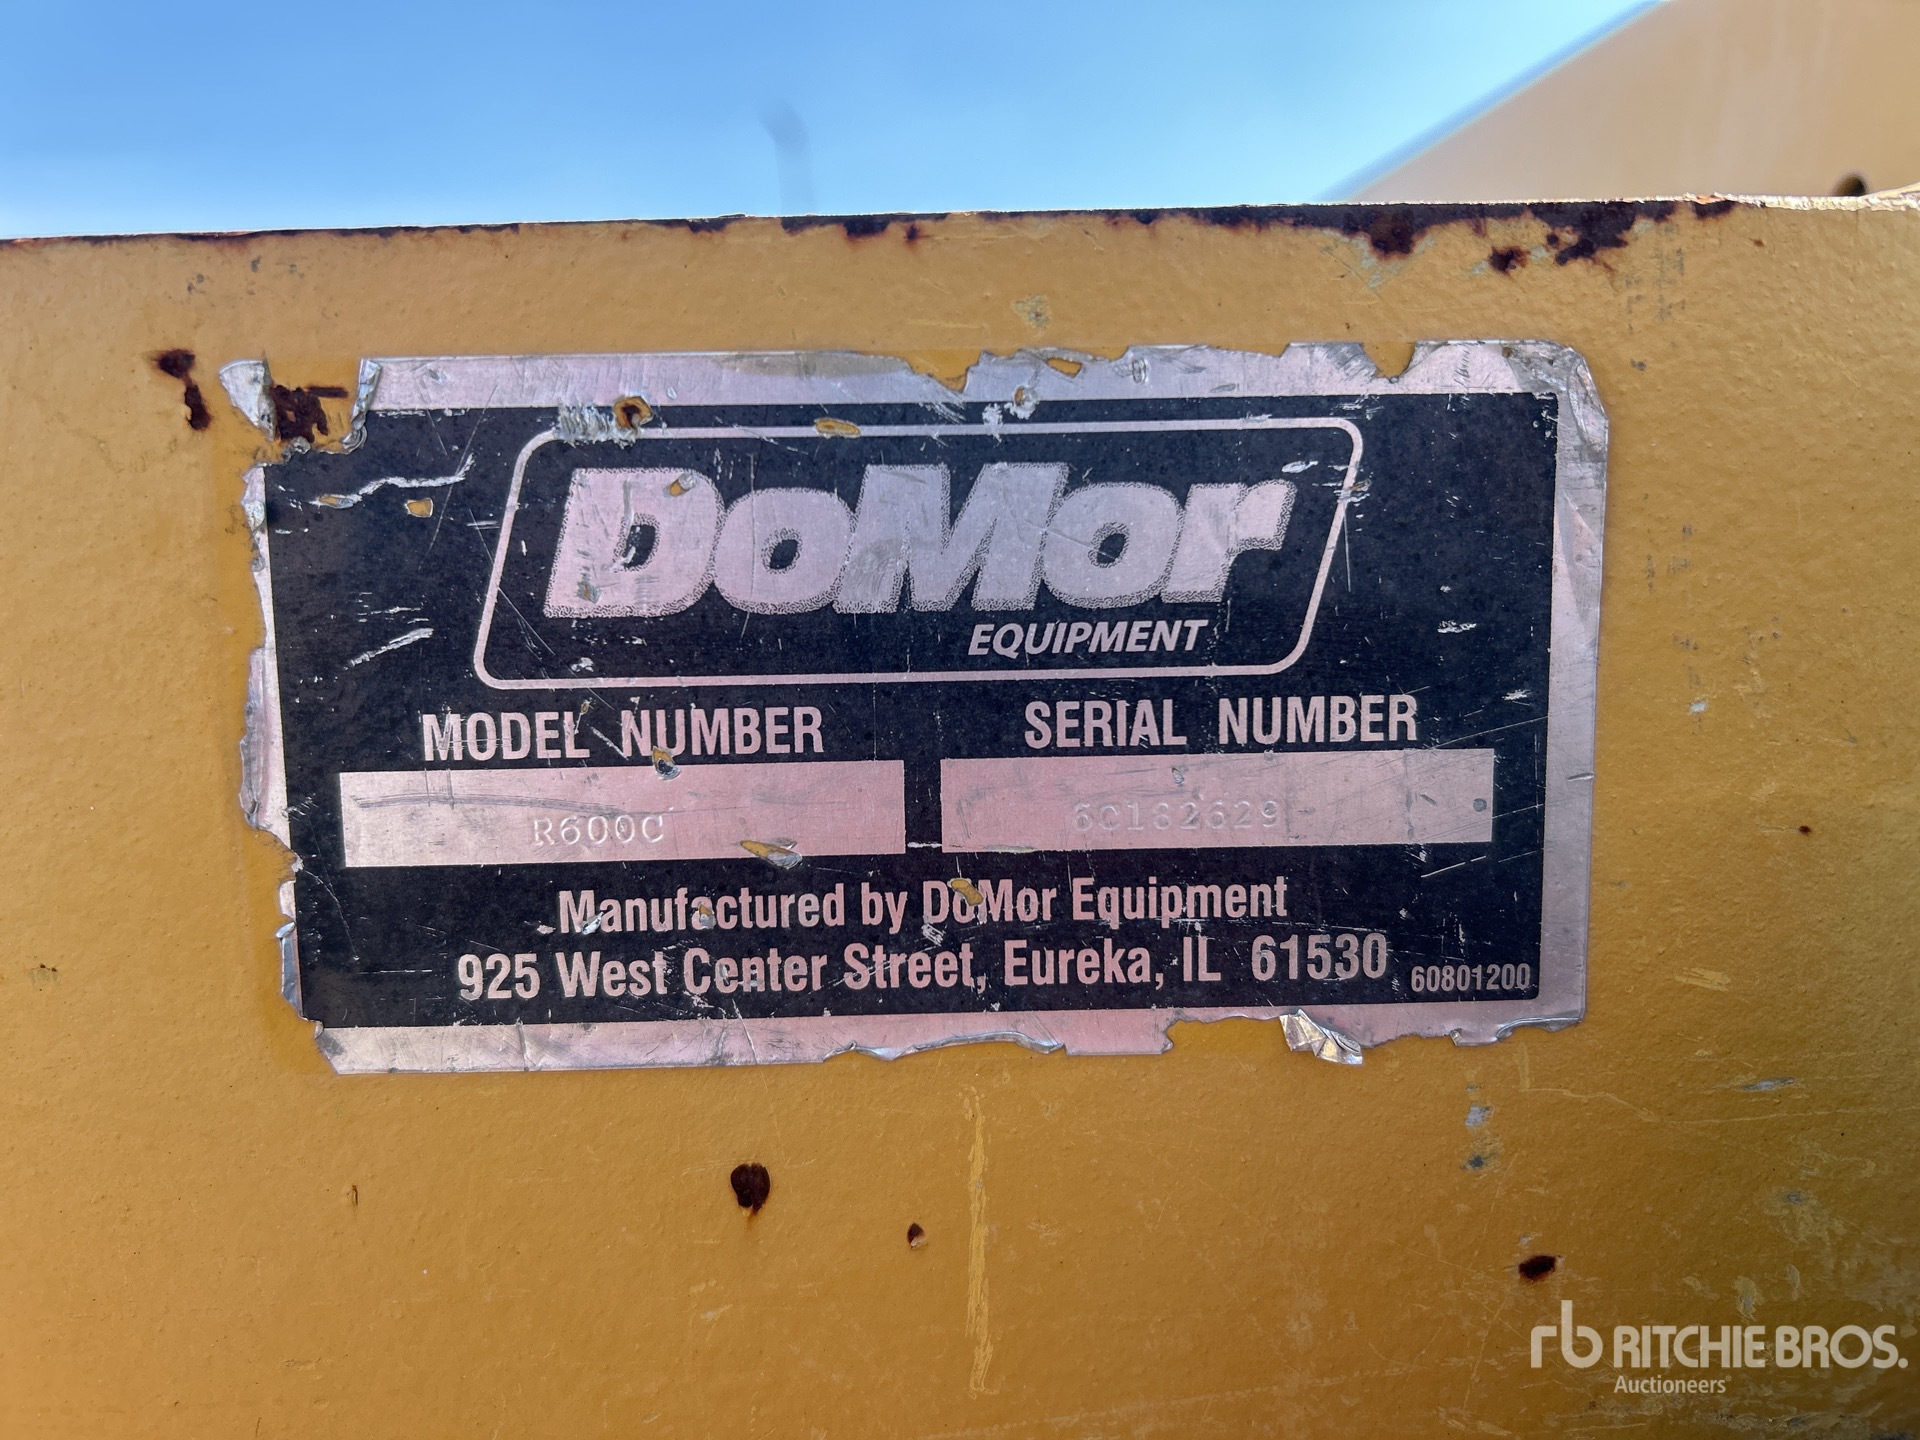 DoMor
EQUIPMENT
MODEL NUMBER SERIAL NUMBER
R600C 6C182629
Manufactured by DoMor Equipment
925 West Center Street, Eureka, IL 61530 60801200
rb RITCHIE BROS.
Auctioneers